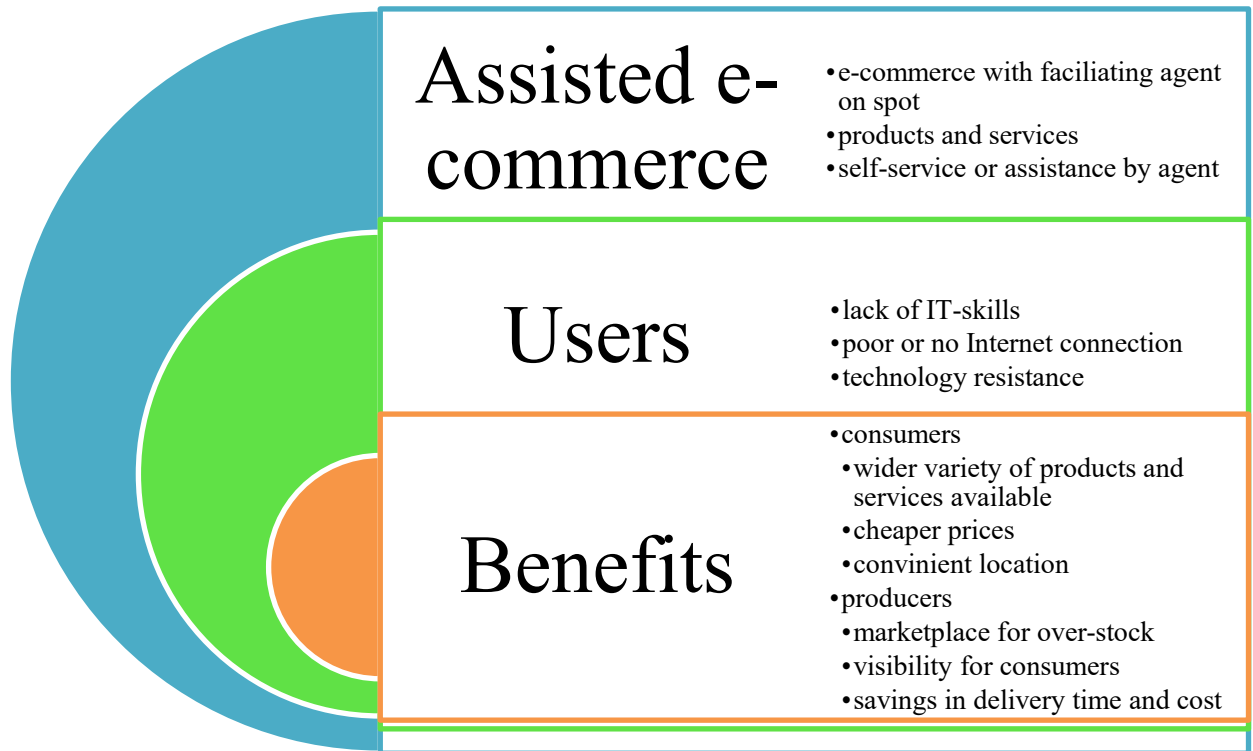 Assisted e-
commerce
•e-commerce with faciliating agent
on spot
•products and services
•self-service or assistance by agent
Users
•lack of IT-skills
•poor or no Internet connection
•technology resistance
Benefits
•consumers
•wider variety of products and
services available
•cheaper prices
•convinient location
•producers
•marketplace for over-stock
•visibility for consumers
•savings in delivery time and cost